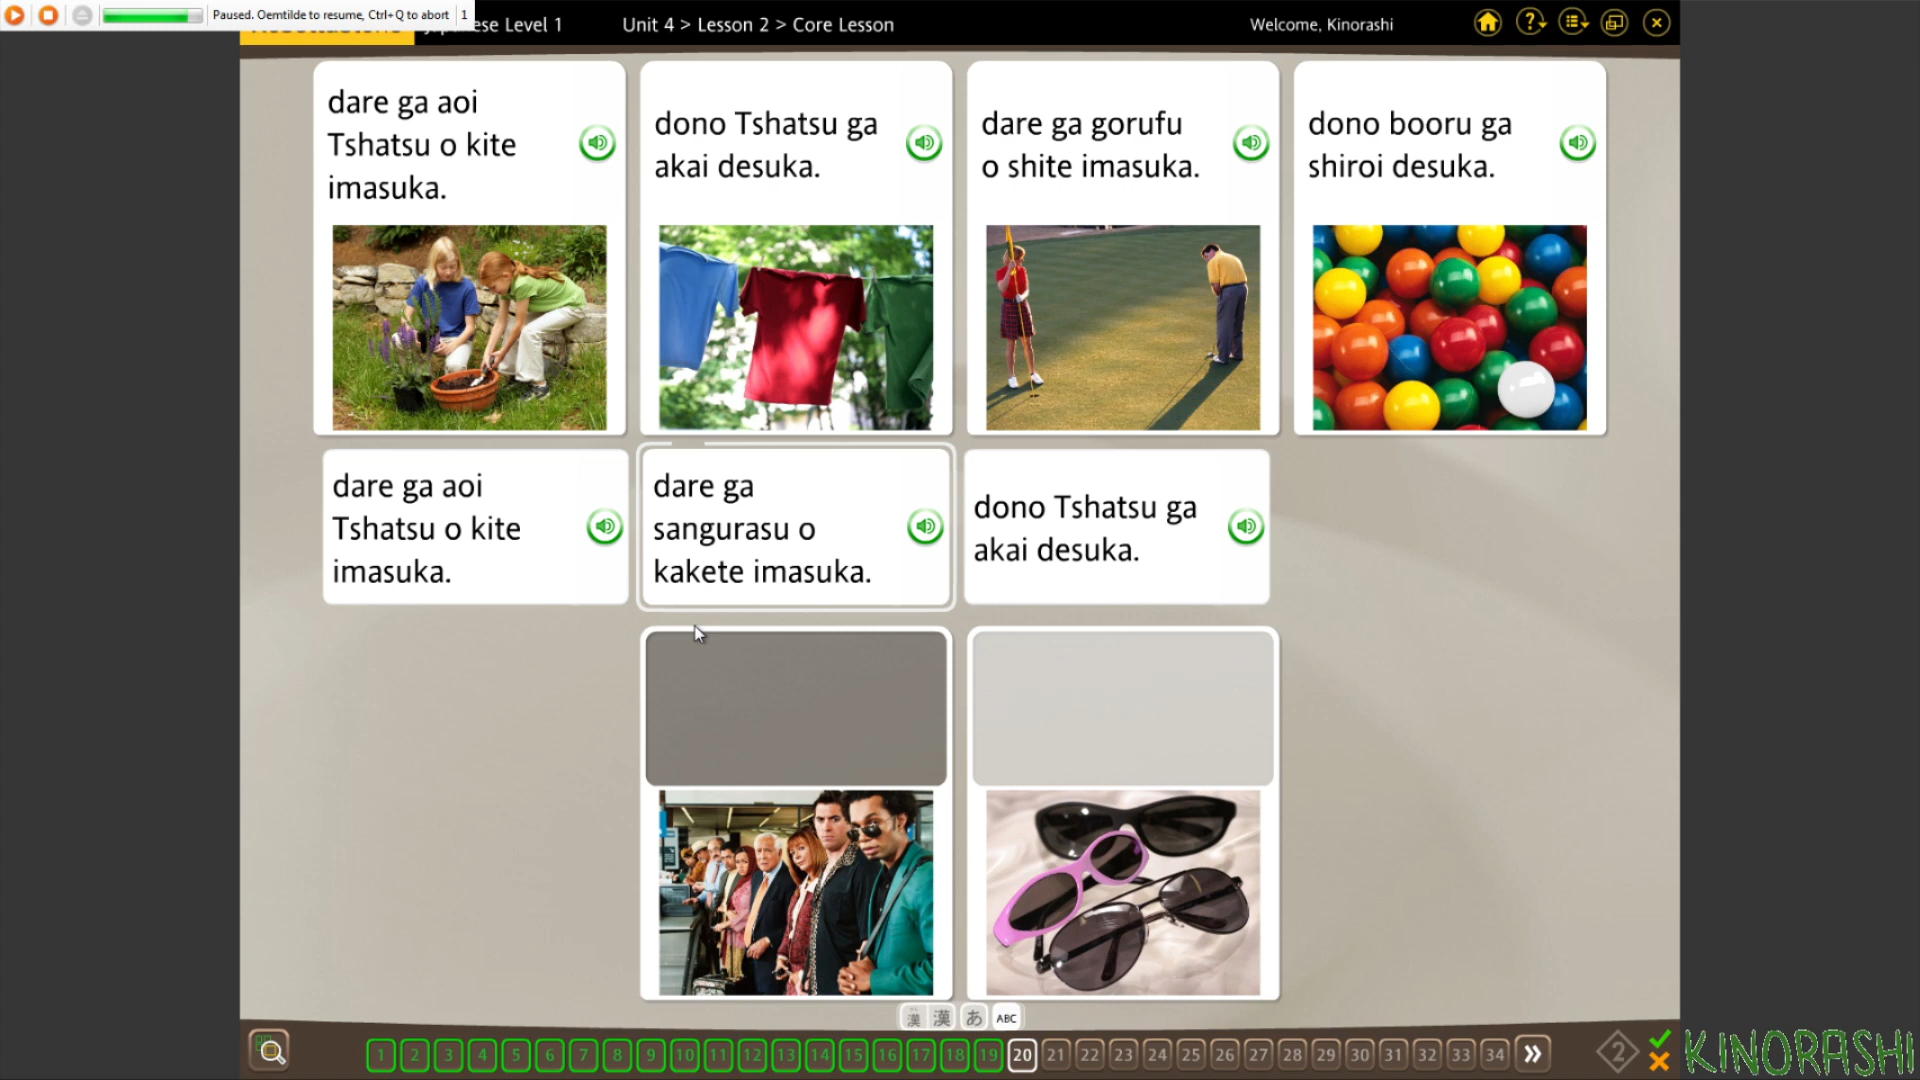 Paused. Oemtilde to resume, Ctrl+Q to abort 1
ese Level 1
Unit 4 > Lesson 2 > Core Lesson
Welcome, Kinorashi
?
dare ga aoi
Tshatsu o kite
imasuka.
dono Tshatsu ga
akai desuka.
dare ga gorufu
o shite imasuka.
dono booru ga
shiroi desuka.
dare ga aoi
Tshatsu o kite
imasuka.
dare ga
sangurasu o
kakete imasuka.
dono Tshatsu ga
akai desuka.
漢 漢 あ ABC
1 2 3 4 5 6 7 8 9 10 11 12 13 14 15 16 17 18 19 20 21 22 23 24 25 26 27 28 29 30 31 32 33 34 »
2
KINORASHI